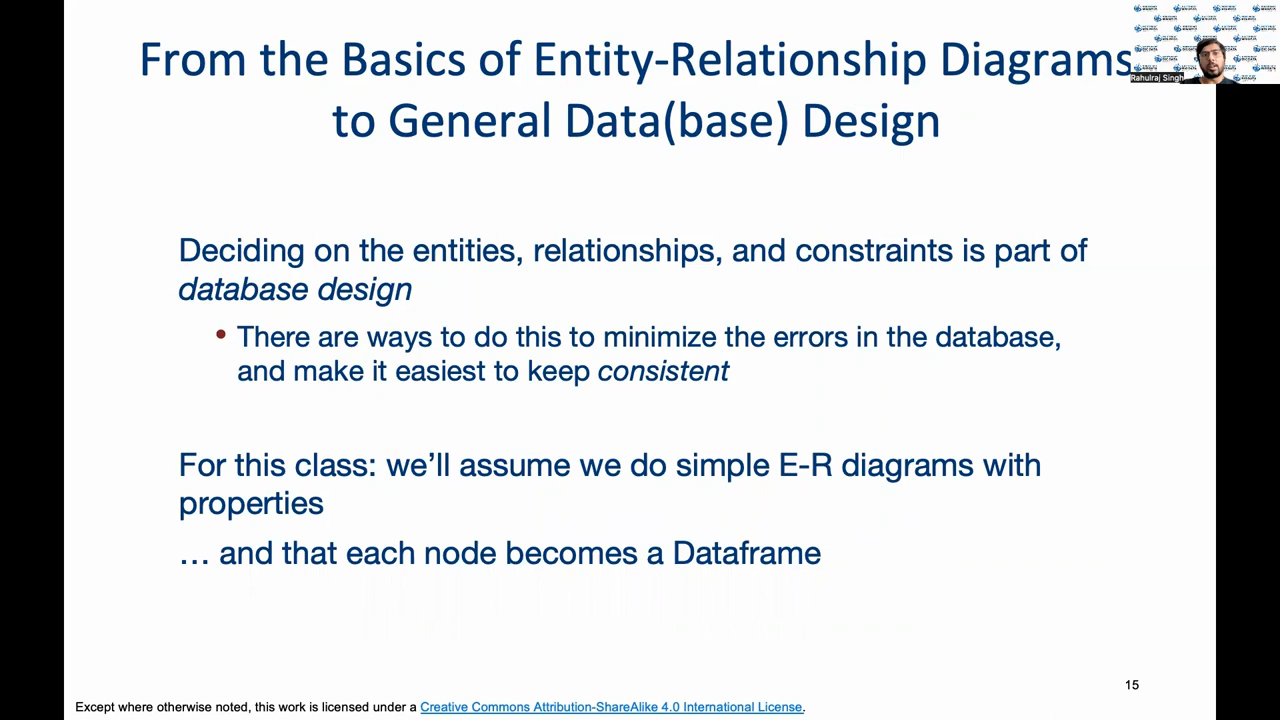 From the Basics of Entity-Relationship Diagrams
to General Data(base) Design
Rahulraj Singh
Deciding on the entities, relationships, and constraints is part of
database design
• There are ways to do this to minimize the errors in the database,
and make it easiest to keep consistent
For this class: we’ll assume we do simple E-R diagrams with
properties
… and that each node becomes a Dataframe
15
Except where otherwise noted, this work is licensed under a Creative Commons Attribution-ShareAlike 4.0 International License.